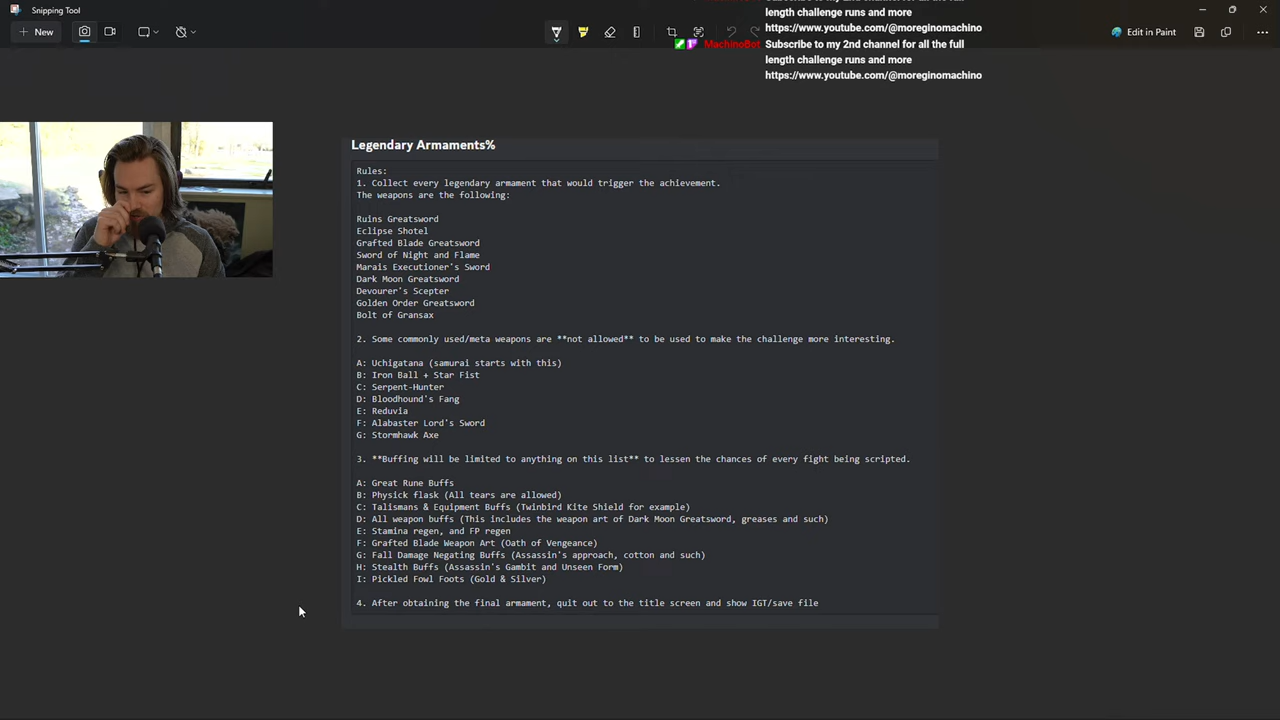 Snipping Tool
New
Edit in Paint
length challenge runs and more
https://www.youtube.com/@moreginomachino
MachinoBot Subscribe to my 2nd channel for all the full
length challenge runs and more
https://www.youtube.com/@moreginomachino
Legendary Armaments%
Rules:
1. Collect every legendary armament that would trigger the achievement.
The weapons are the following:
Ruins Greatsword
Eclipse Shotel
Grafted Blade Greatsword
Sword of Night and Flame
Marais Executioner's Sword
Dark Moon Greatsword
Devourer's Scepter
Golden Order Greatsword
Bolt of Gransax
2. Some commonly used/meta weapons are **not allowed** to be used to make the challenge more interesting.
A: Uchigatana (samurai starts with this)
B: Iron Ball + Star Fist
C: Serpent-Hunter
D: Bloodhound's Fang
E: Reduvia
F: Alabaster Lord's Sword
G: Stormhawk Axe
3. **Buffing will be limited to anything on this list** to lessen the chances of every fight being scripted.
A: Great Rune Buffs
B: Physick flask (All tears are allowed)
C: Talismans & Equipment Buffs (Twinbird Kite Shield for example)
D: All weapon buffs (This includes the weapon art of Dark Moon Greatsword, greases and such)
E: Stamina regen, and FP regen
F: Grafted Blade Weapon Art (Oath of Vengeance)
G: Fall Damage Negating Buffs (Assassin's approach, cotton and such)
H: Stealth Buffs (Assassin's Gambit and Unseen Form)
I: Pickled Fowl Foots (Gold & Silver)
4. After obtaining the final armament, quit out to the title screen and show IGT/save file